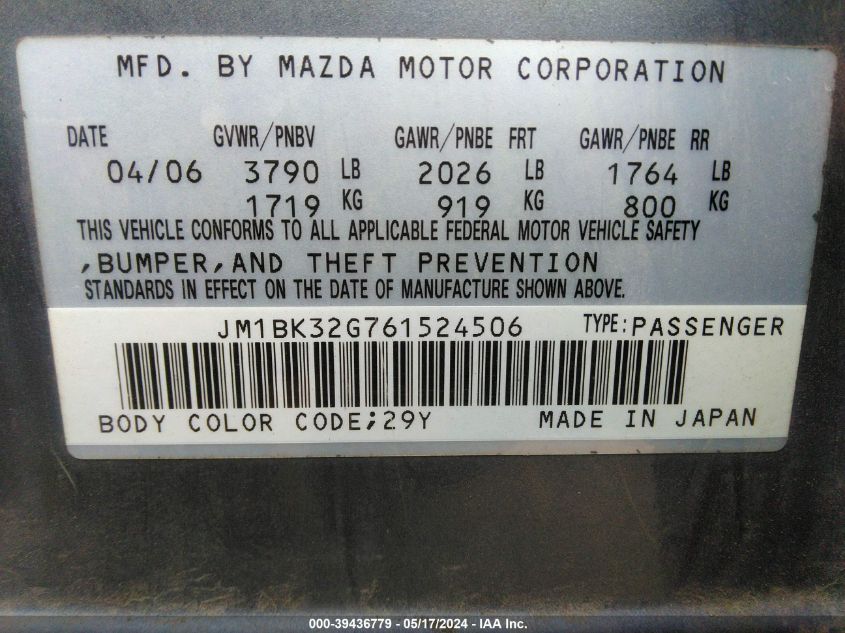 MFD. BY MAZDA MOTOR CORPORATION
DATE GVWR/PNBV GAWR/PNBE FRT GAWR/PNBE RR
04/06 3790 LB 2026 LB 1764 LB
1719 KG 919 KG 800 KG
THIS VEHICLE CONFORMS TO ALL APPLICABLE FEDERAL MOTOR VEHICLE SAFETY
,BUMPER,AND THEFT PREVENTION
STANDARDS IN EFFECT ON THE DATE OF MANUFACTURE SHOWN ABOVE.
JM1BK32G761524506 TYPE:PASSENGER
BODY COLOR CODE;29Y MADE IN JAPAN
000-39436779 - 05/17/2024 - IAA Inc.